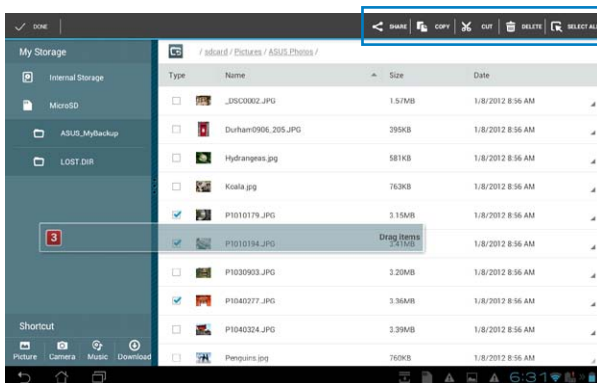 DONE SHARE COPY CUT DELETE SELECT ALL
My Storage / sdcard / Pictures / ASUS Photos /
Internal Storage Type Name Size Date
MicroSD _DSC0002.JPG 1.57MB 1/8/2012 8:56 AM
ASUS_MyBackup Durham0906_205.JPG 395KB 1/8/2012 8:56 AM
LOST.DIR Hydrangeas.jpg 581KB 1/8/2012 8:56 AM
Koala.jpg 763KB 1/8/2012 8:56 AM
P1010179.JPG 3.15MB 1/8/2012 8:56 AM
3 Drag items
P1010194.JPG 3.41MB 1/8/2012 8:56 AM
P1030903.JPG 3.20MB 1/8/2012 8:56 AM
P1040277.JPG 3.36MB 1/8/2012 8:56 AM
Shortcut P1040324.JPG 3.39MB 1/8/2012 8:56 AM
Picture Camera Music Download Penguins.jpg 760KB 1/8/2012 8:56 AM
6:31